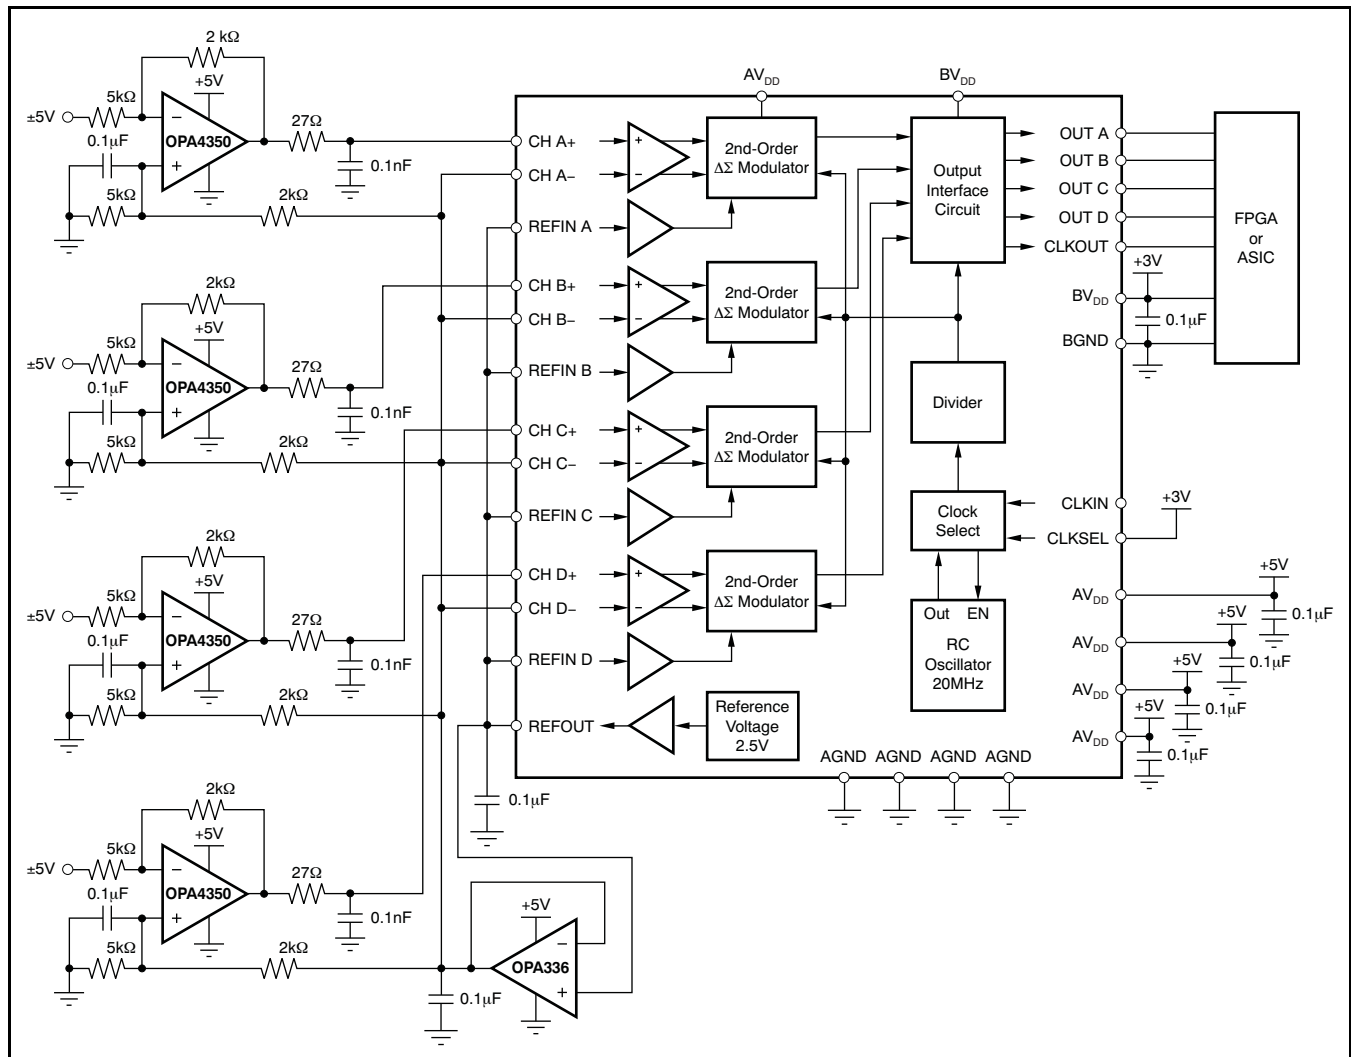 2 kΩ
+5V
5kΩ
±5V
−
OPA4350
+
0.1µF
5kΩ
27Ω
0.1nF
2kΩ
2kΩ
+5V
5kΩ
±5V
−
OPA4350
+
0.1µF
5kΩ
27Ω
0.1nF
2kΩ
2kΩ
+5V
5kΩ
±5V
−
OPA4350
+
0.1µF
5kΩ
27Ω
0.1nF
2kΩ
2kΩ
+5V
5kΩ
±5V
−
OPA4350
+
0.1µF
5kΩ
27Ω
0.1nF
2kΩ
0.1µF
+5V
−
OPA336
+
0.1µF
AVDD
BVDD
CH A+
CH A−
REFIN A
+
−
2nd-Order
ΔΣ Modulator
CH B+
CH B−
REFIN B
+
−
2nd-Order
ΔΣ Modulator
CH C+
CH C−
REFIN C
+
−
2nd-Order
ΔΣ Modulator
CH D+
CH D−
REFIN D
+
−
2nd-Order
ΔΣ Modulator
REFOUT
Reference
Voltage
2.5V
Output
Interface
Circuit
Divider
Clock
Select
Out EN
RC
Oscillator
20MHz
AGND AGND AGND AGND
OUT A
OUT B
OUT C
OUT D
CLKOUT
BVDD
BGND
+3V
0.1µF
FPGA
or
ASIC
CLKIN
CLKSEL
+3V
AVDD
+5V
0.1µF
AVDD
+5V
0.1µF
AVDD
+5V
0.1µF
AVDD
+5V
0.1µF